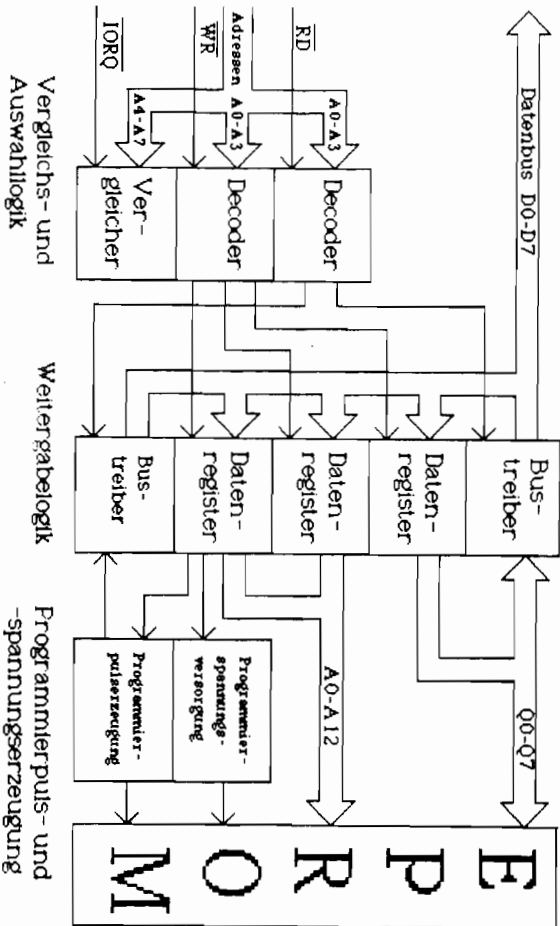 Datenbus D0-D7
RD
Adressen
WR
IORQ
A0-A3
A0-A3
A4-A7
Decoder
Decoder
Ver-
gleicher
Vergleichs- und
Auswahllogik
Bus-
treiber
Daten-
register
Daten-
register
Daten-
register
Bus-
treiber
Weitergabelogik
Q0-Q7
A0-A12
Programmier-
spannungs-
versorgung
Programmier-
pulserzeugung
Programmierpuls- und
-spannungserzeugung
EPROM